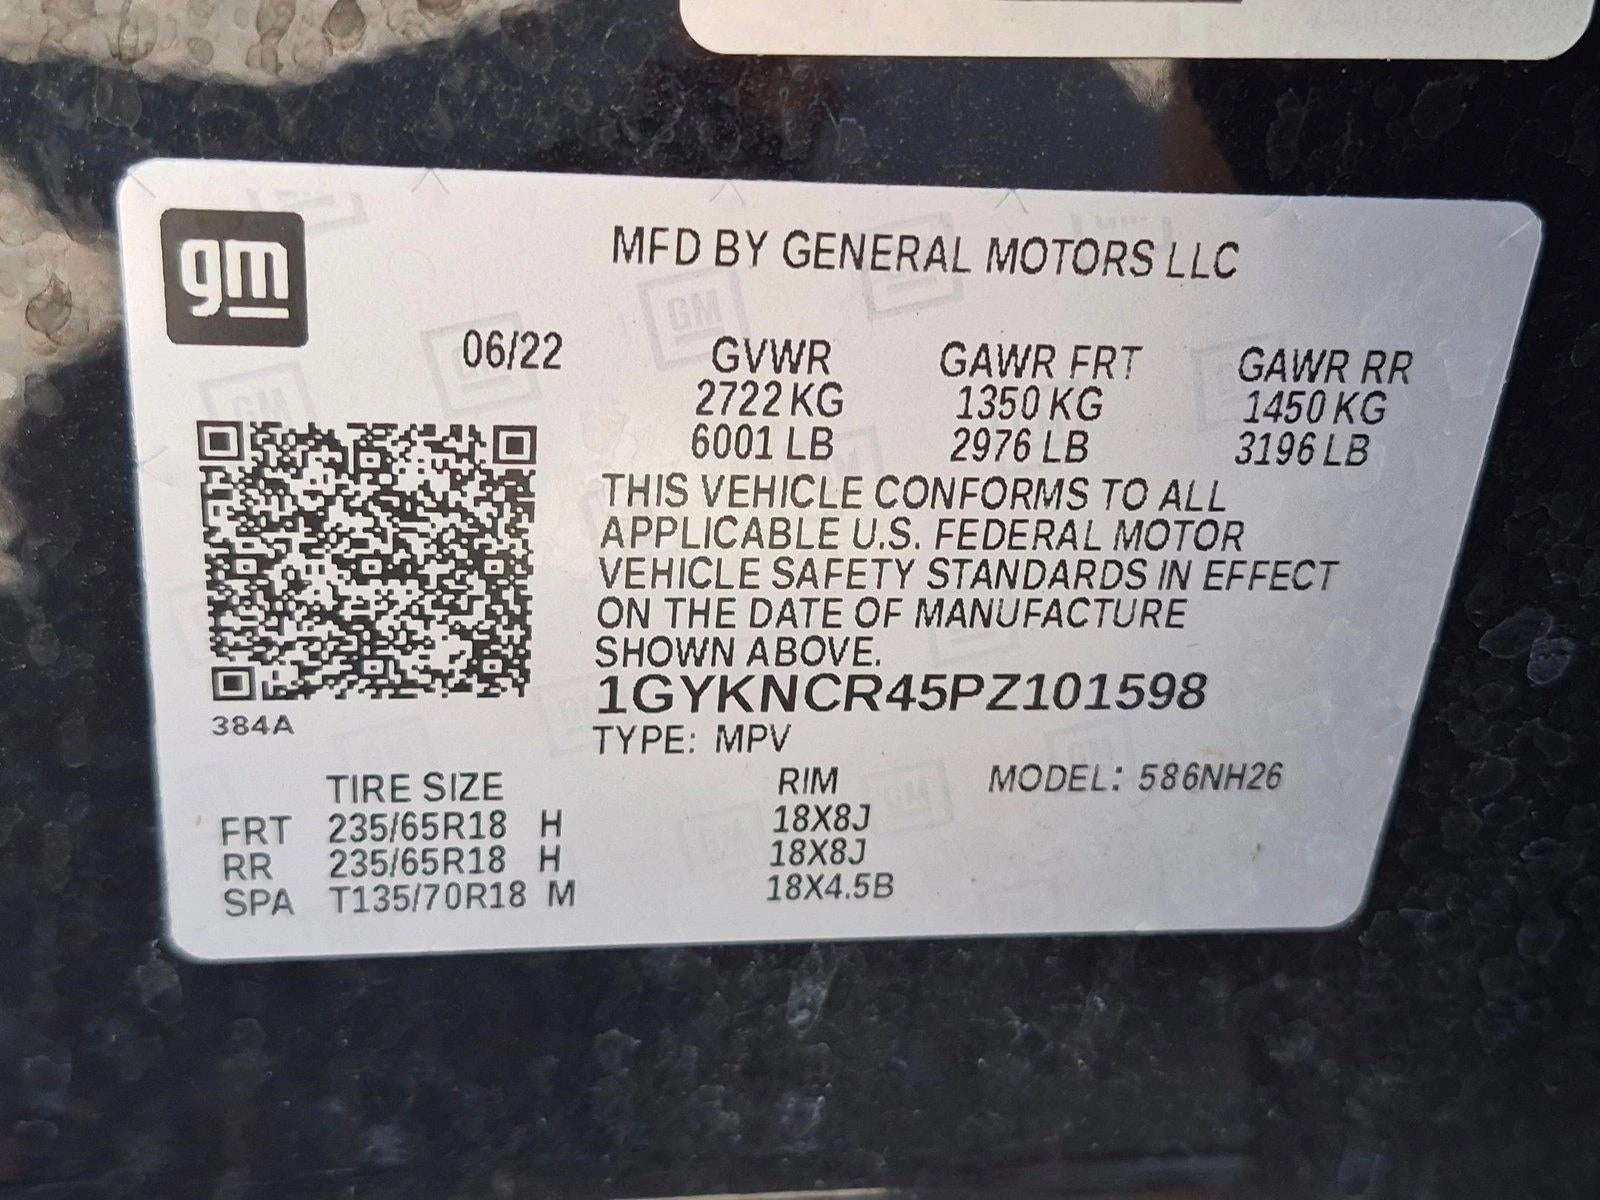 gm
MFD BY GENERAL MOTORS LLC
06/22 GVWR GAWR FRT GAWR RR
2722 KG 1350 KG 1450 KG
6001 LB 2976 LB 3196 LB
THIS VEHICLE CONFORMS TO ALL
APPLICABLE U.S. FEDERAL MOTOR
VEHICLE SAFETY STANDARDS IN EFFECT
ON THE DATE OF MANUFACTURE
SHOWN ABOVE.
1GYKNCR45PZ101598
384A
TYPE: MPV
TIRE SIZE RIM MODEL: 586NH26
FRT 235/65R18 H 18X8J
RR 235/65R18 H 18X8J
SPA T135/70R18 M 18X4.5B